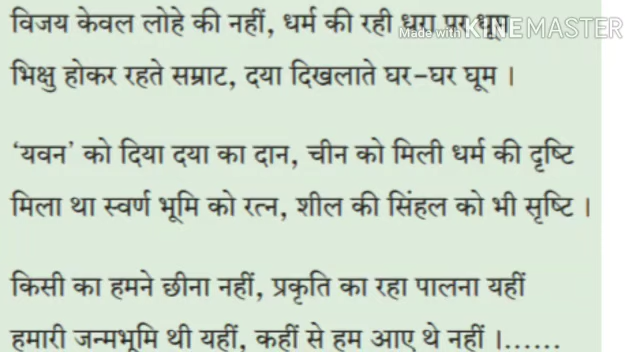 विजय केवल लोहे की नहीं, धर्म की रही धरा पर धूम
Made with KINEMASTER
भिक्षु होकर रहते सम्राट, दया दिखलाते घर-घर घूम ।
‘यवन’ को दिया दया का दान, चीन को मिली धर्म की दृष्टि
मिला था स्वर्ण भूमि को रत्न, शील की सिंहल को भी सृष्टि ।
किसी का हमने छीना नहीं, प्रकृति का रहा पालना यहीं
हमारी जन्मभूमि थी यहीं, कहीं से हम आए थे नहीं ।......